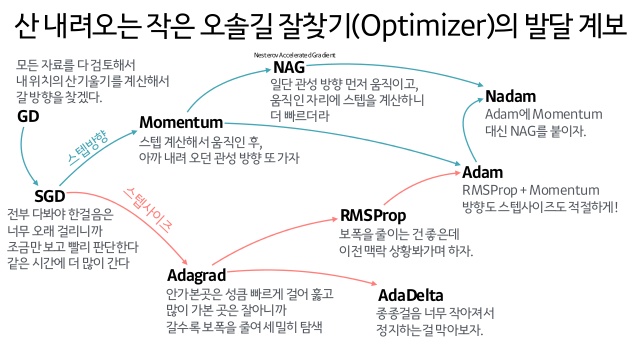 산 내려오는 작은 오솔길 잘찾기(Optimizer)의 발달 계보
모든 자료를 다 검토해서
내 위치의 산기울기를 계산해서
갈 방향을 찾겠다.
GD
스텝방향
SGD
전부 다봐야 한걸음은
너무 오래 걸리니까
조금만 보고 빨리 판단한다
같은 시간에 더 많이 간다
Momentum
스텝 계산해서 움직인 후,
아까 내려 오던 관성 방향 또 가자
Nesterov Accelerated Gradient
NAG
일단 관성 방향 먼저 움직이고,
움직인 자리에 스텝을 계산하니
더 빠르더라
Nadam
Adam에 Momentum
대신 NAG를 붙이자.
Adam
RMSProp + Momentum
방향도 스텝사이즈도 적절하게!
스텝사이즈
RMSProp
보폭을 줄이는 건 좋은데
이전 맥락 상황봐가며 하자.
Adagrad
안가본곳은 성큼 빠르게 걸어 훑고
많이 가본 곳은 잘아니까
갈수록 보폭을 줄여 세밀히 탐색
AdaDelta
종종걸음 너무 작아져서
정지하는걸 막아보자.